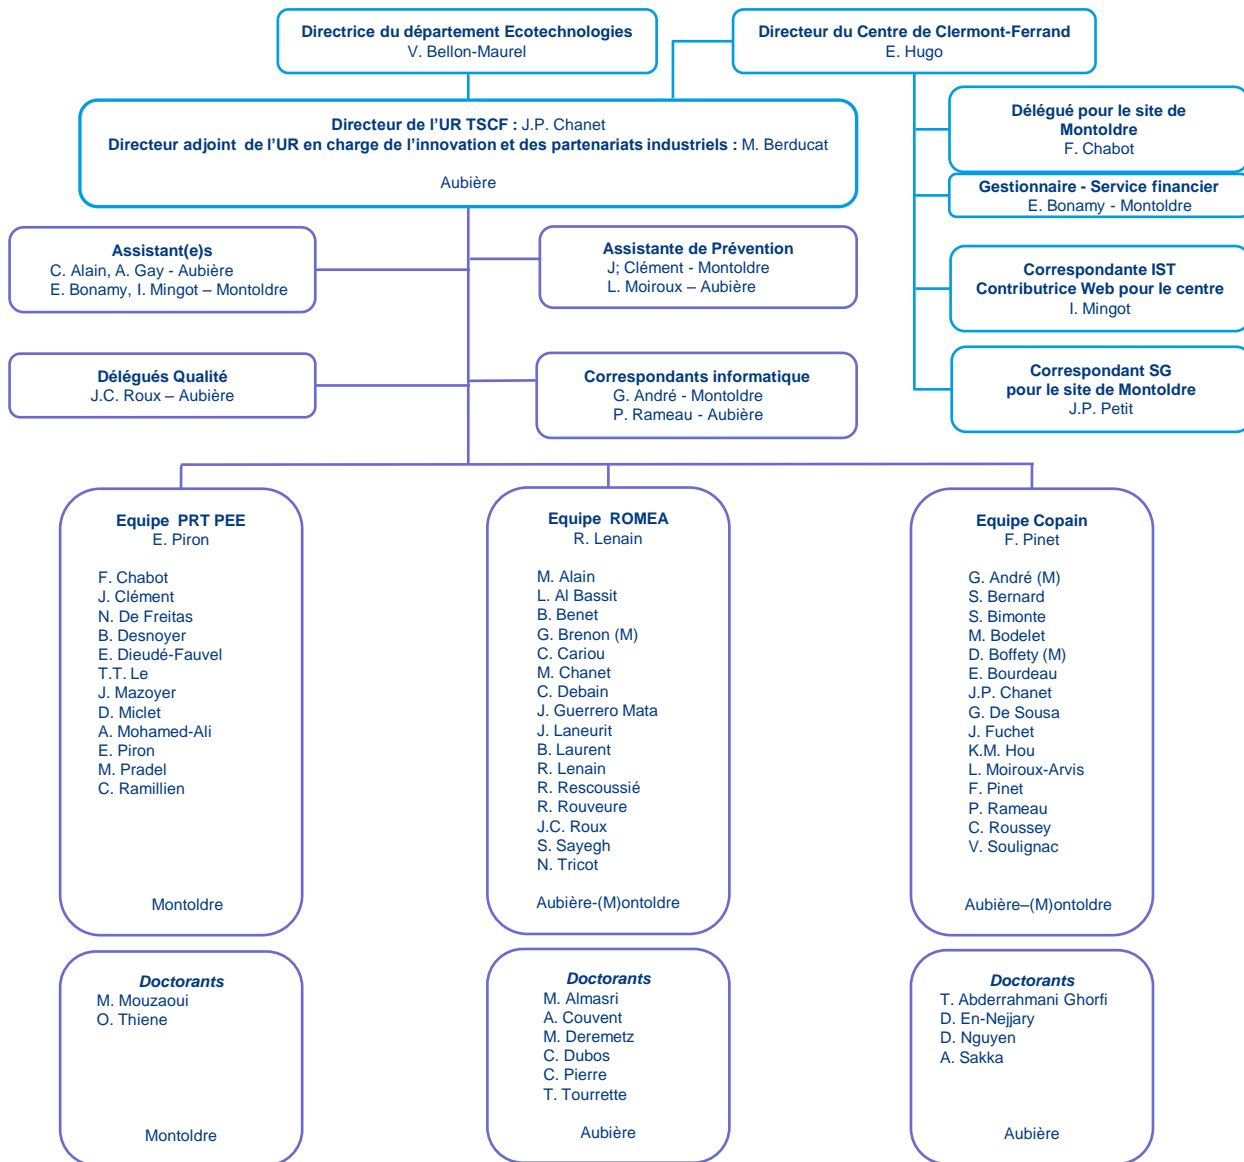 Directrice du département Ecotechnologies
V. Bellon-Maurel
Directeur du Centre de Clermont-Ferrand
E. Hugo
Directeur de l’UR TSCF : J.P. Chanet
Directeur adjoint de l’UR en charge de l’innovation et des partenariats industriels : M. Berducat
Aubière
Délégué pour le site de
Montoldre
F. Chabot
Gestionnaire - Service financier
E. Bonamy - Montoldre
Assistant(e)s
C. Alain, A. Gay - Aubière
E. Bonamy, I. Mingot – Montoldre
Assistante de Prévention
J; Clément - Montoldre
L. Moiroux – Aubière
Correspondante IST
Contributrice Web pour le centre
I. Mingot
Délégués Qualité
J.C. Roux – Aubière
Correspondants informatique
G. André - Montoldre
P. Rameau - Aubière
Correspondant SG
pour le site de Montoldre
J.P. Petit
Equipe PRT PEE
E. Piron
F. Chabot
J. Clément
N. De Freitas
B. Desnoyer
E. Dieudé-Fauvel
T.T. Le
J. Mazoyer
D. Miclet
A. Mohamed-Ali
E. Piron
M. Pradel
C. Ramillien
Montoldre
Equipe ROMEA
R. Lenain
M. Alain
L. Al Bassit
B. Benet
G. Brenon (M)
C. Cariou
M. Chanet
C. Debain
J. Guerrero Mata
J. Laneurit
B. Laurent
R. Lenain
R. Rescoussié
R. Rouveure
J.C. Roux
S. Sayegh
N. Tricot
Aubière-(M)ontoldre
Equipe Copain
F. Pinet
G. André (M)
S. Bernard
S. Bimonte
M. Bodelet
D. Boffety (M)
E. Bourdeau
J.P. Chanet
G. De Sousa
J. Fuchet
K.M. Hou
L. Moiroux-Arvis
F. Pinet
P. Rameau
C. Roussey
V. Soulignac
Aubière–(M)ontoldre
Doctorants
M. Mouzaoui
O. Thiene
Montoldre
Doctorants
M. Almasri
A. Couvent
M. Deremetz
C. Dubos
C. Pierre
T. Tourrette
Aubière
Doctorants
T. Abderrahmani Ghorfi
D. En-Nejjary
D. Nguyen
A. Sakka
Aubière